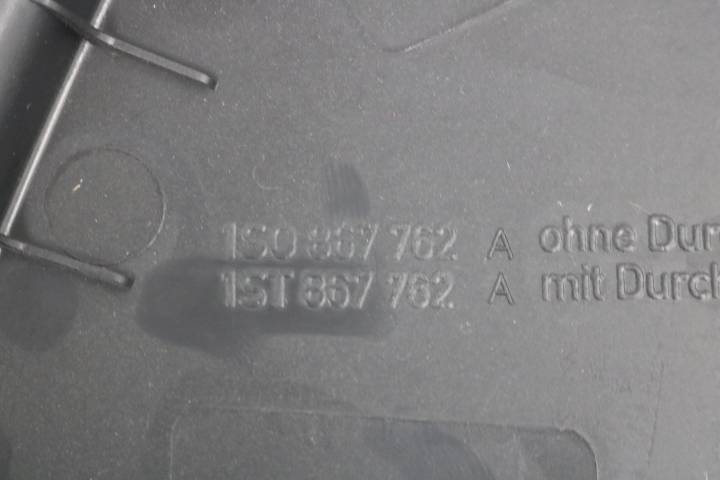 1S0 867 762 A ohne Dur
1ST 867 762 A mit Durch